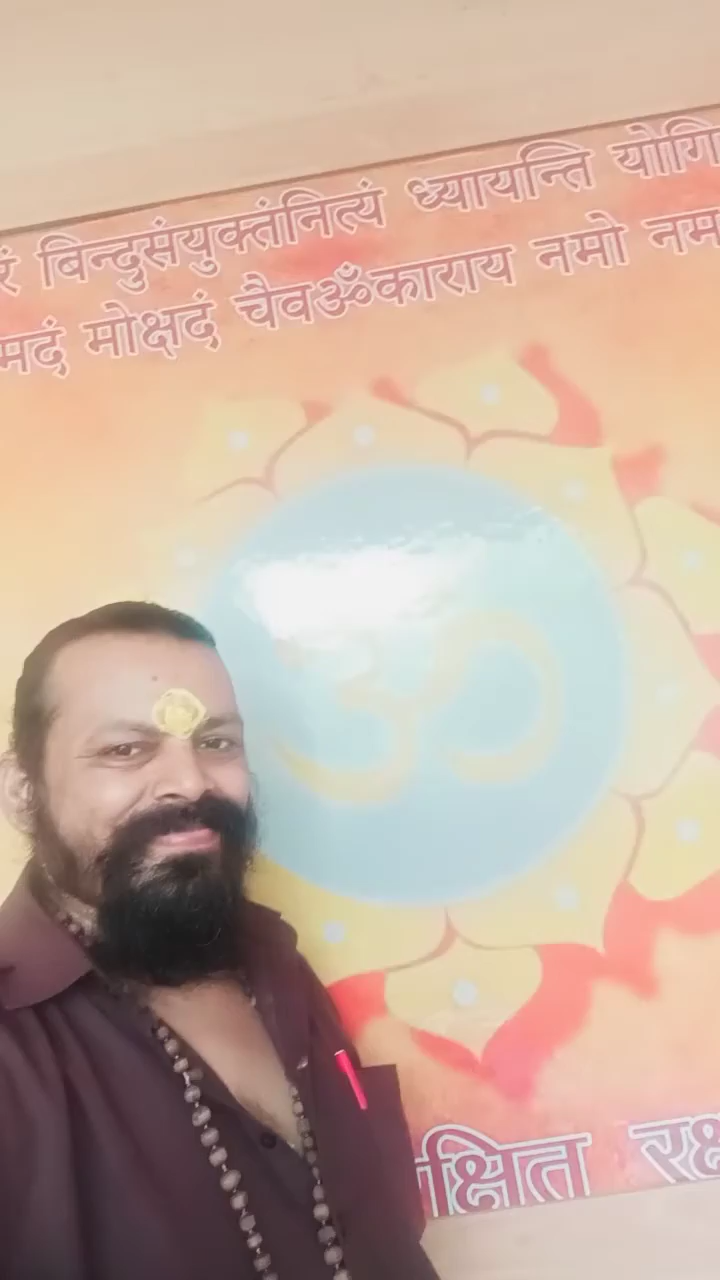 रं बिन्दुसंयुक्तंनित्यं ध्यायन्ति योगि
मदं मोक्षदं चैवॐकाराय नमो नम
ॐ
क्षित रक्ष